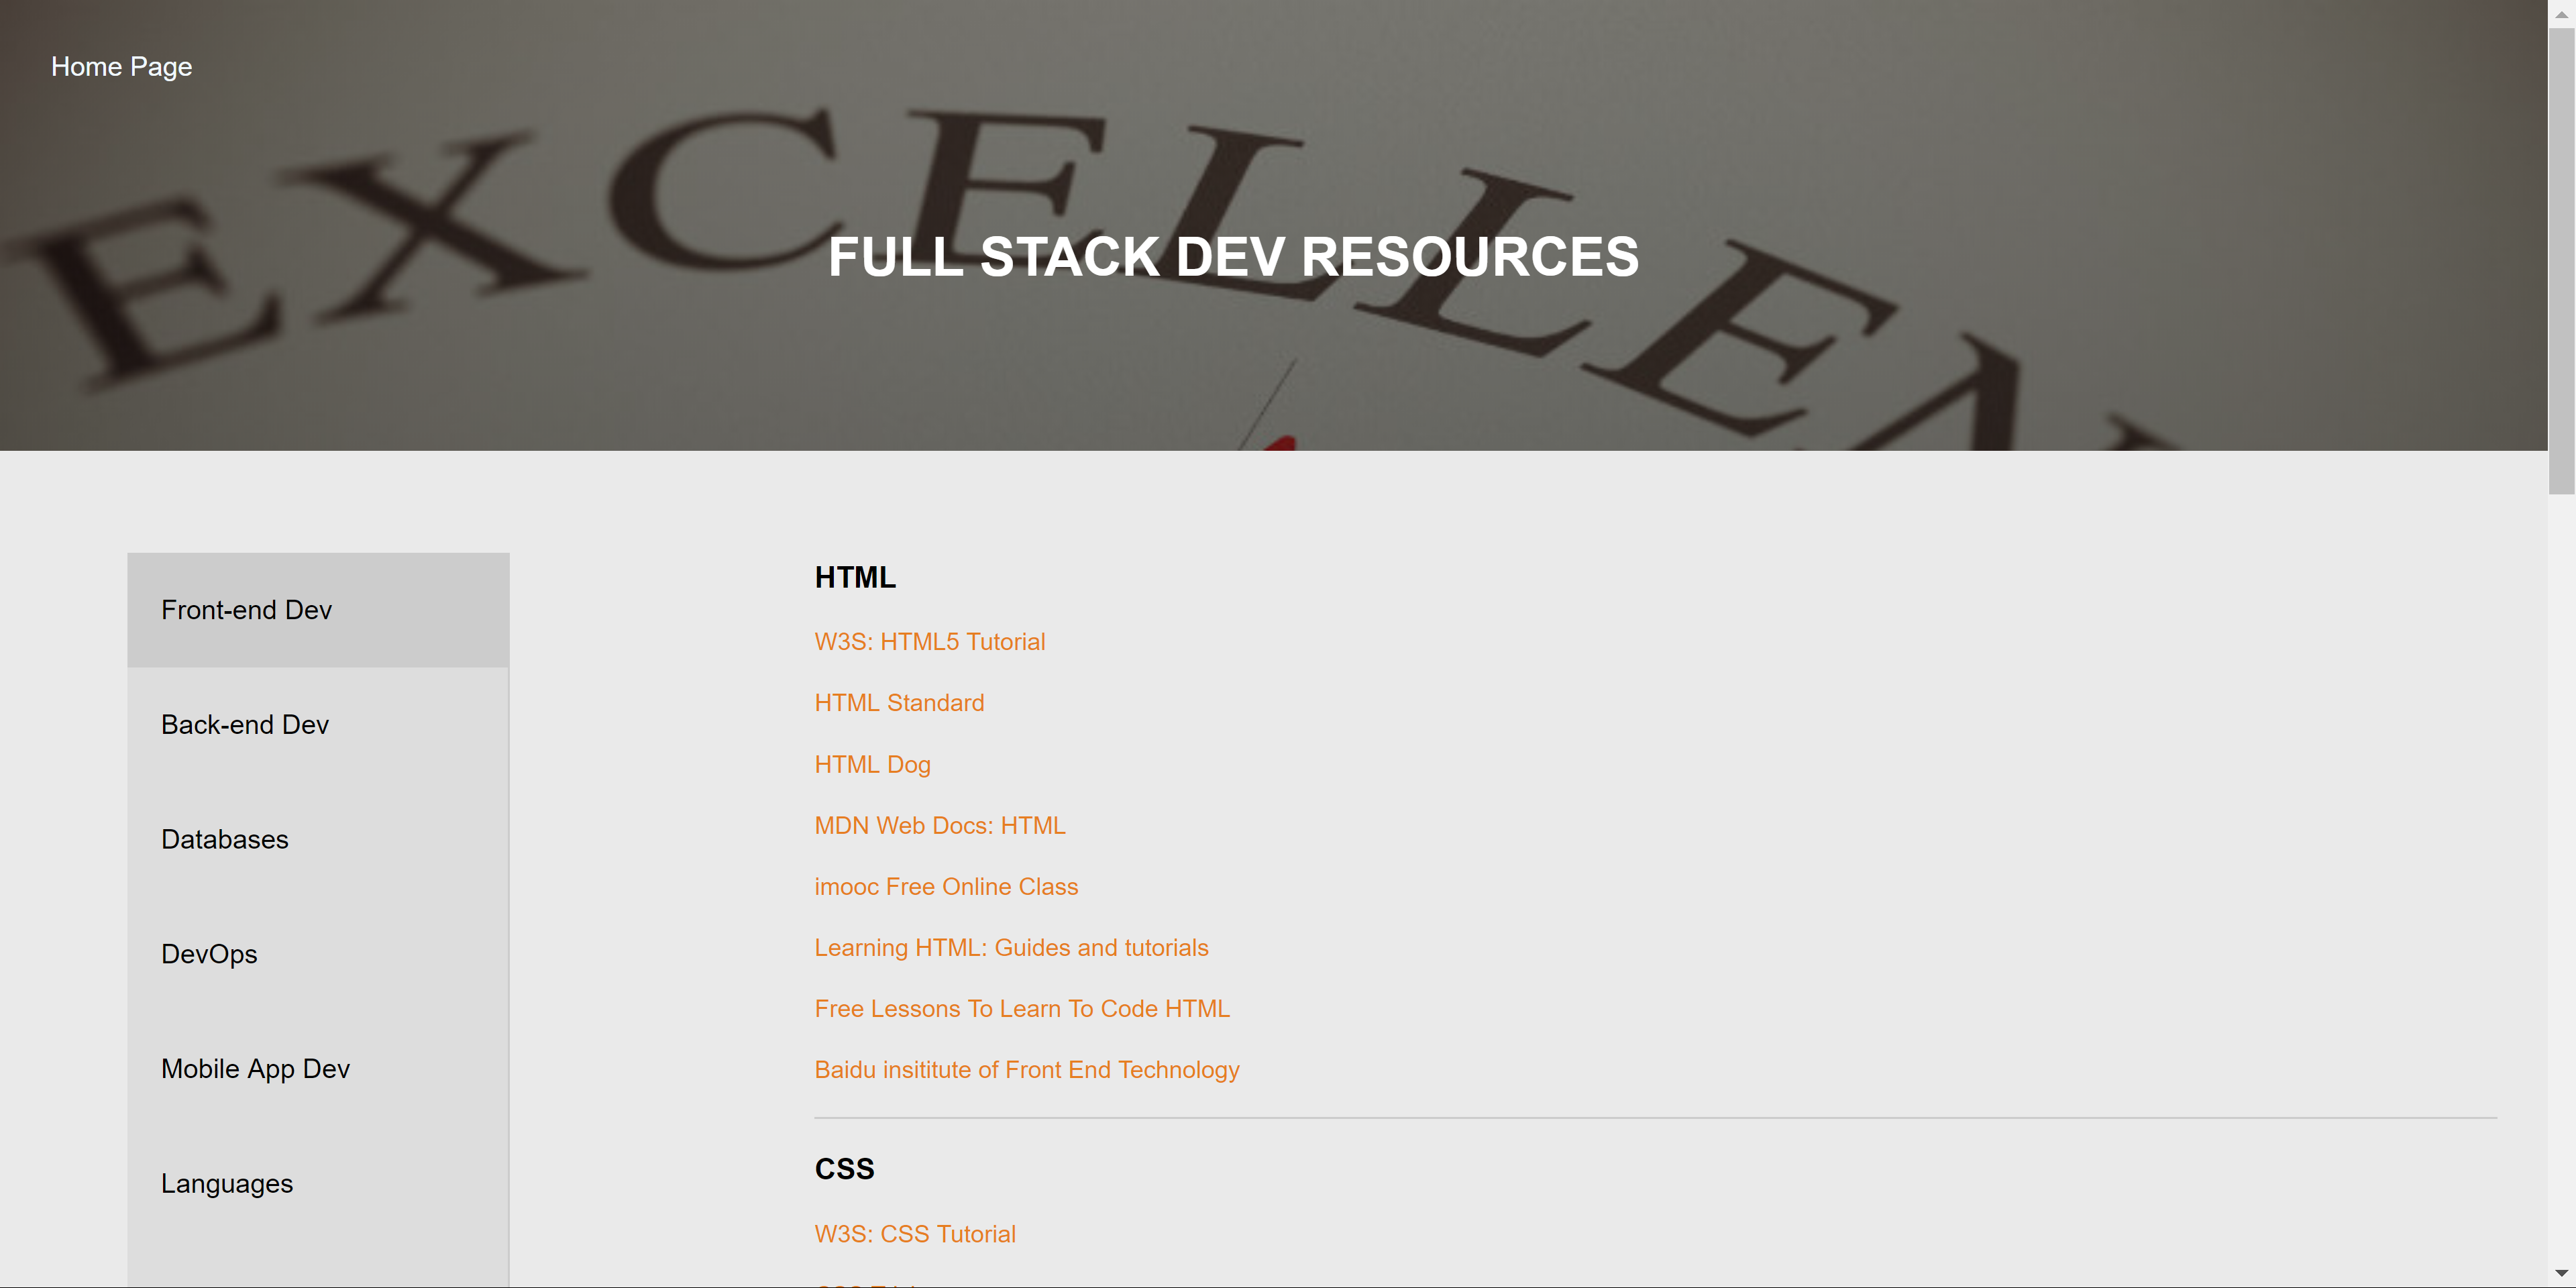 Home Page
EXCELLEN
FULL STACK DEV RESOURCES
Front-end Dev
Back-end Dev
Databases
DevOps
Mobile App Dev
Languages
HTML
W3S: HTML5 Tutorial
HTML Standard
HTML Dog
MDN Web Docs: HTML
imooc Free Online Class
Learning HTML: Guides and tutorials
Free Lessons To Learn To Code HTML
Baidu insititute of Front End Technology
CSS
W3S: CSS Tutorial